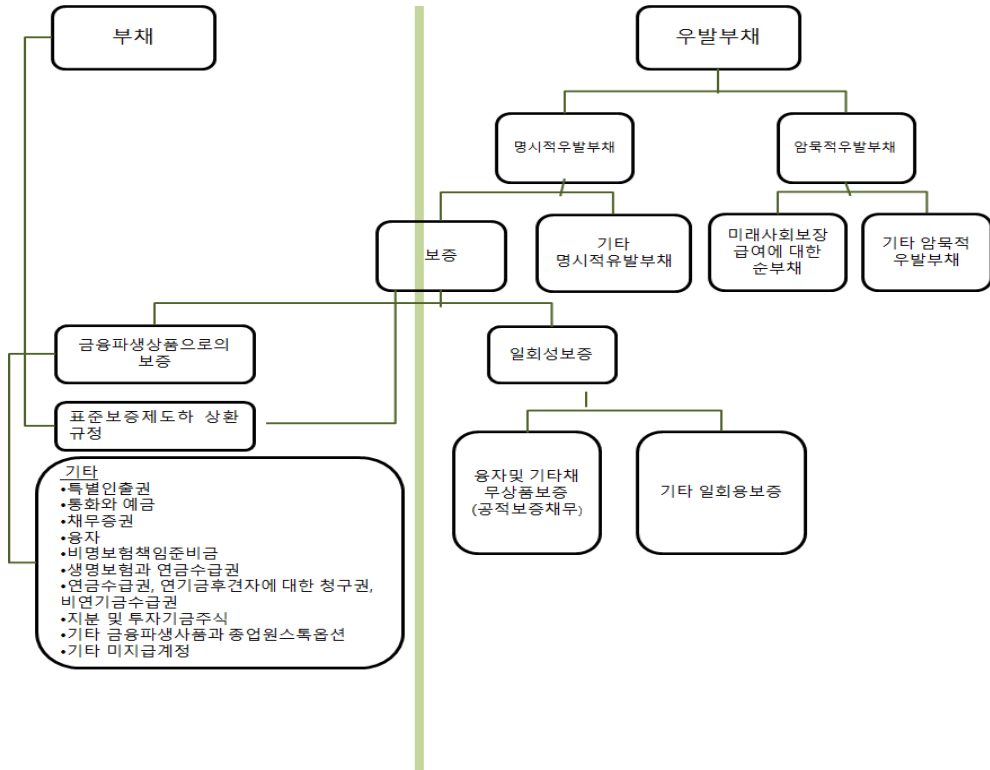 부채
우발부채
명시적우발부채
암묵적우발부채
보증
기타
명시적유발부채
미래사회보장
급여에 대한
순부채
기타 암묵적
우발부채
금융파생상품으로의
보증
일회성보증
표준보증제도하 상환
규정
융자및 기타채
무상품보증
(공적보증채무)
기타 일회용보증
기타
•특별인출권
•통화와 예금
•채무증권
•융자
•비명보험책임준비금
•생명보험과 연금수급권
•연금수급권, 연기금후견자에 대한 청구권,
비연기금수급권
•지분 및 투자기금주식
•기타 금융파생사품과 종업원스톡옵션
•기타 미지급계정